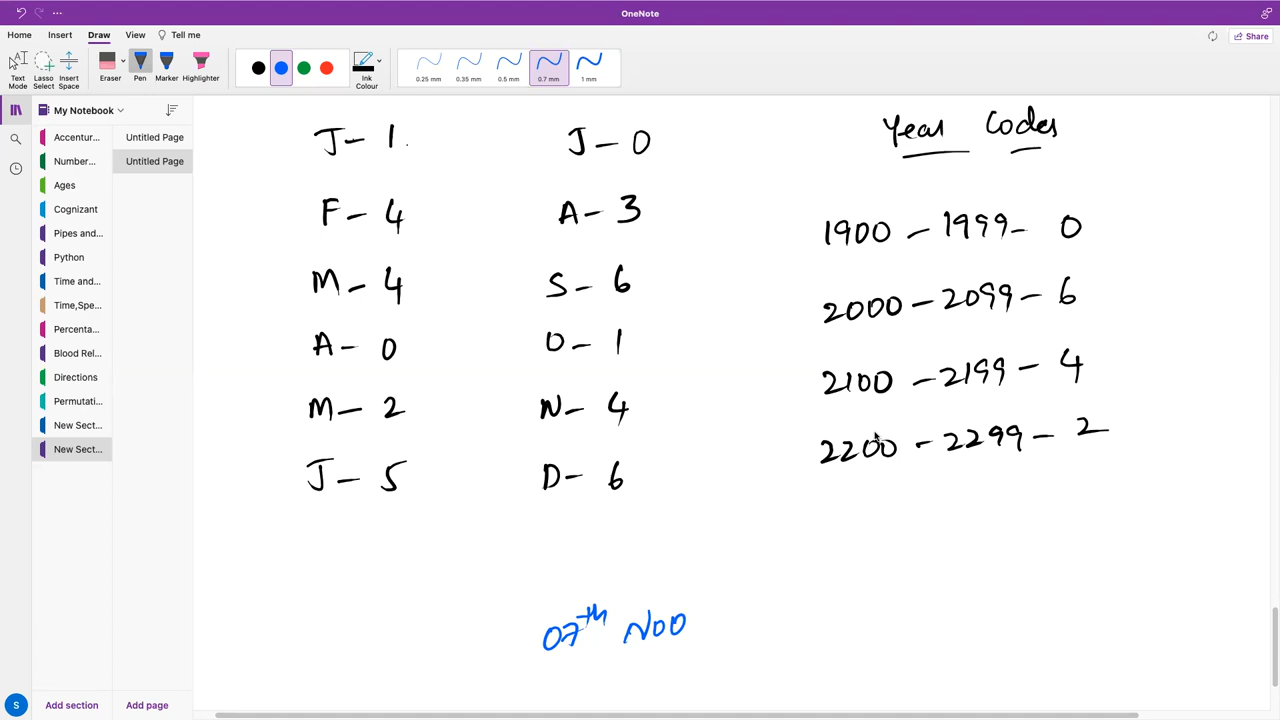 OneNote
Home Insert Draw View Tell me
Share
Text Mode
Lasso Select
Insert Space
Eraser
Pen
Marker
Highlighter
Ink Colour
0.25 mm
0.35 mm
0.5 mm
0.7 mm
1 mm
My Notebook
Accentur...
Number...
Ages
Cognizant
Pipes and...
Python
Time and...
Time,Spe...
Percenta...
Blood Rel...
Directions
Permutati...
New Sect...
New Sect...
Untitled Page
Untitled Page
J - 1
F - 4
M - 4
A - 0
M - 2
J - 5
J - 0
A - 3
S - 6
O - 1
N - 4
D - 6
Year Codes
1900 - 1999 - 0
2000 - 2099 - 6
2100 - 2199 - 4
2200 - 2299 - 2
07th Noo
S
Add section
Add page